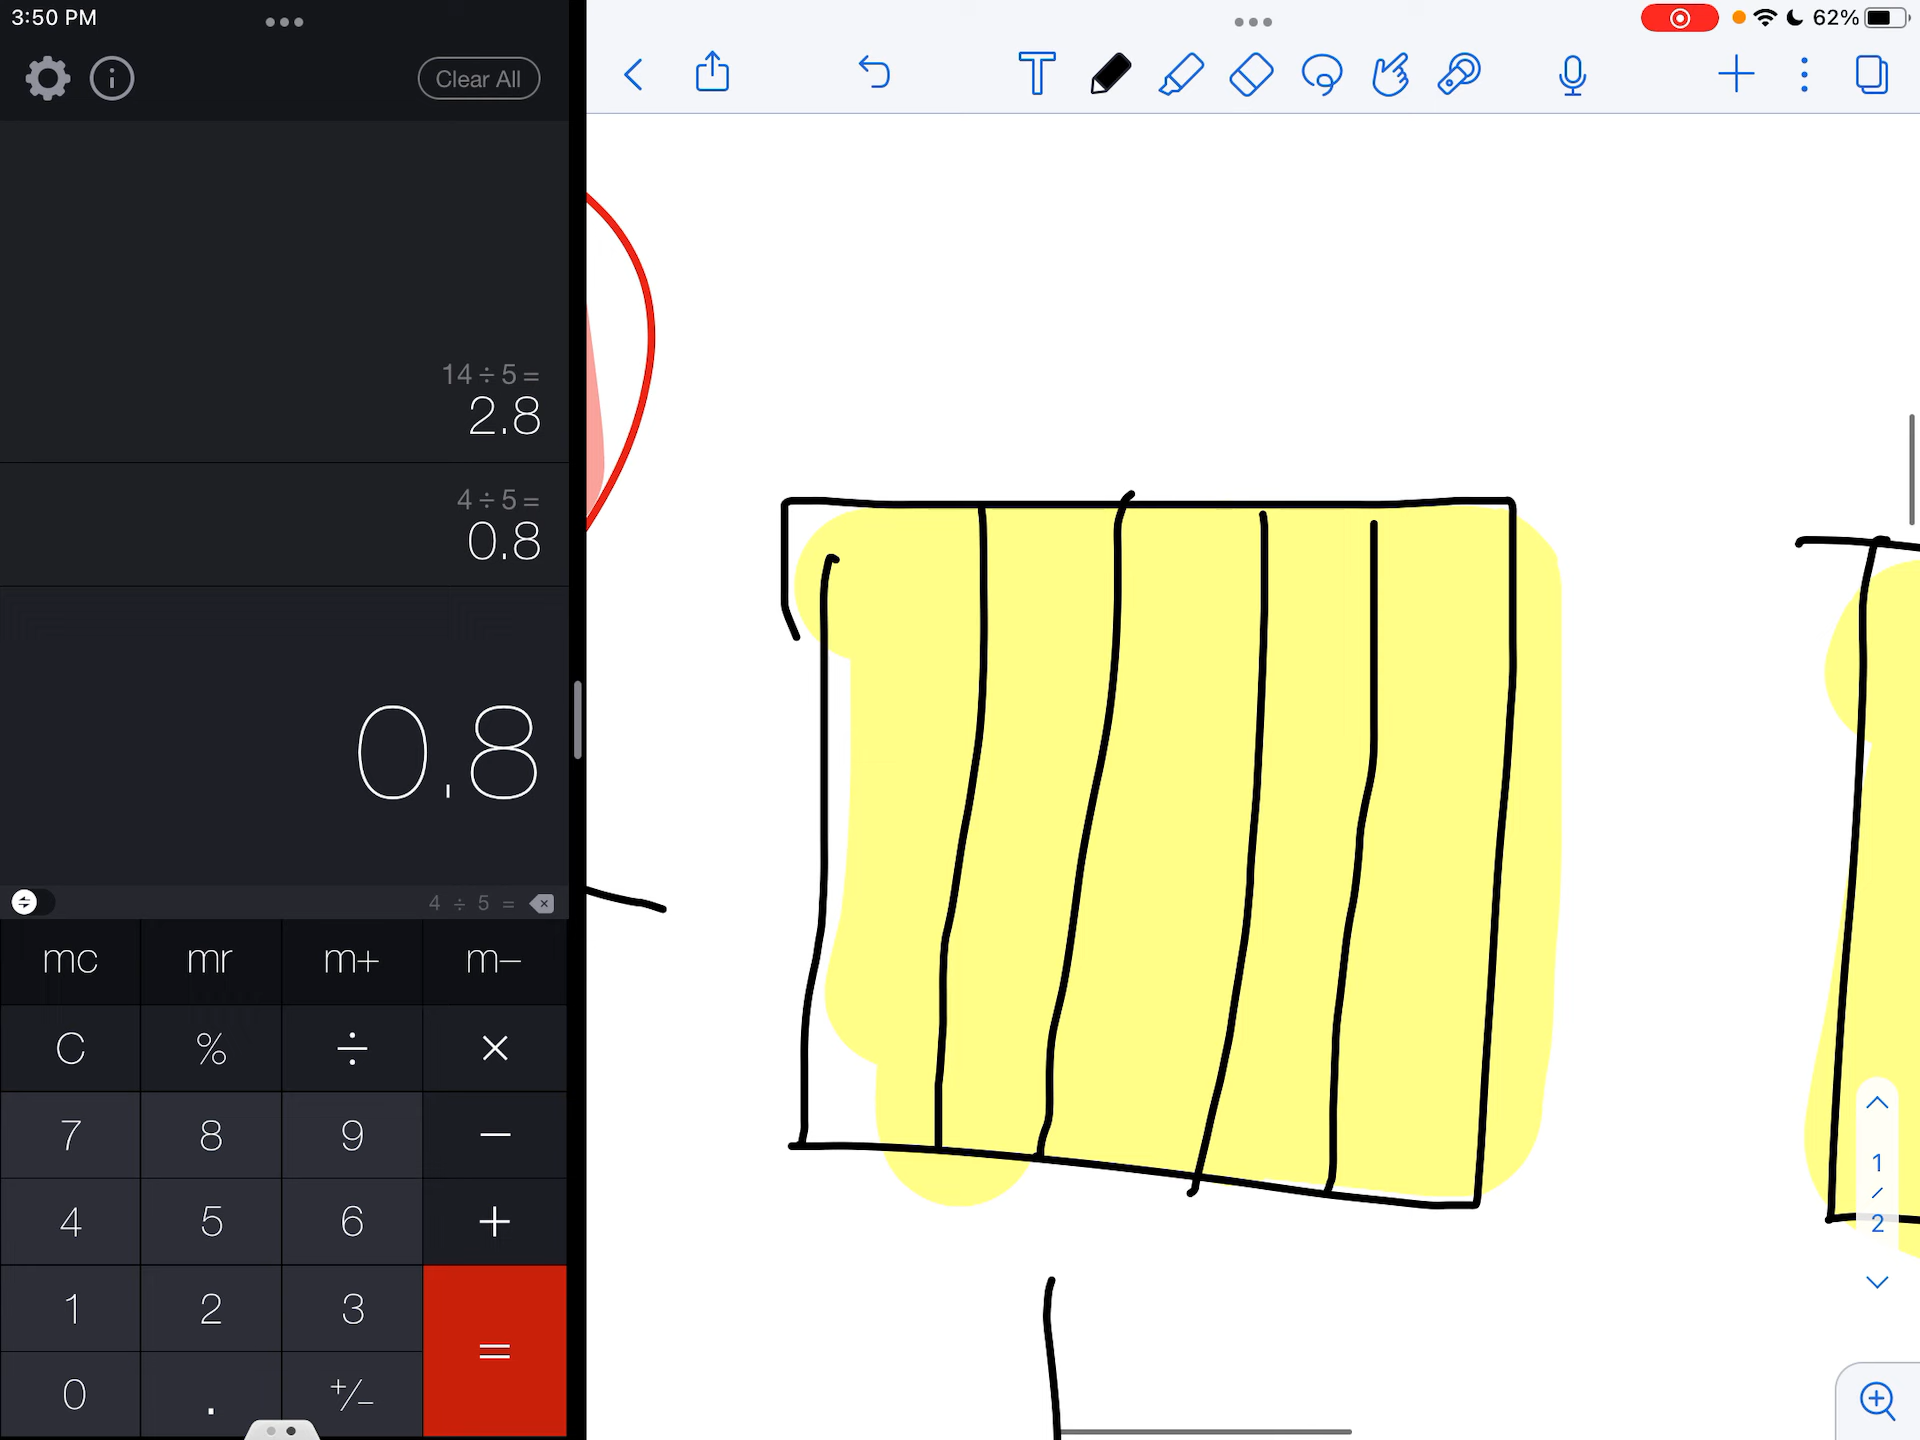 3:50 PM
62%
Clear All
14 ÷ 5 =
2.8
4 ÷ 5 =
0.8
0.8
4 ÷ 5 =
mc mr m+ m−
C % ÷ ×
7 8 9 −
4 5 6 +
1 2 3 =
0 . +/−
1
/
2